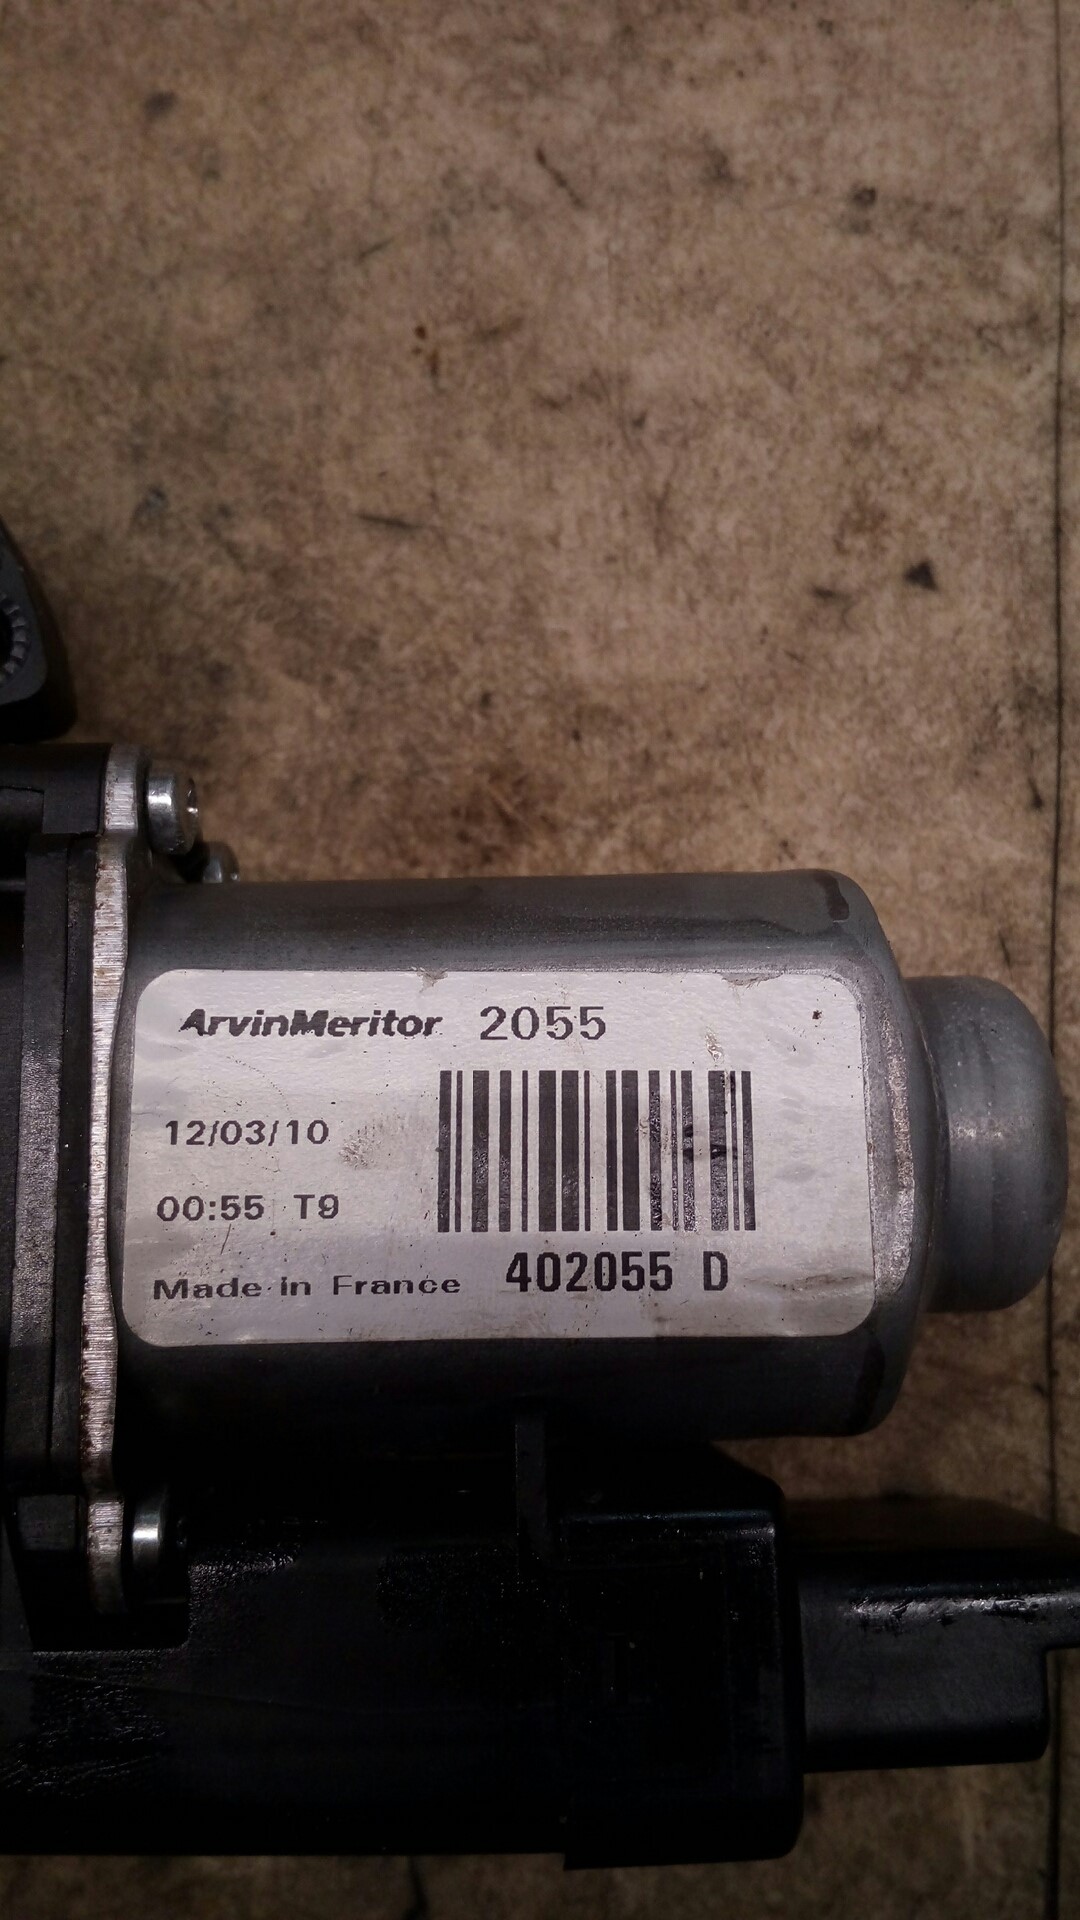 ArvinMeritor 2055
12/03/10
00:55 T9
Made in France 402055 D